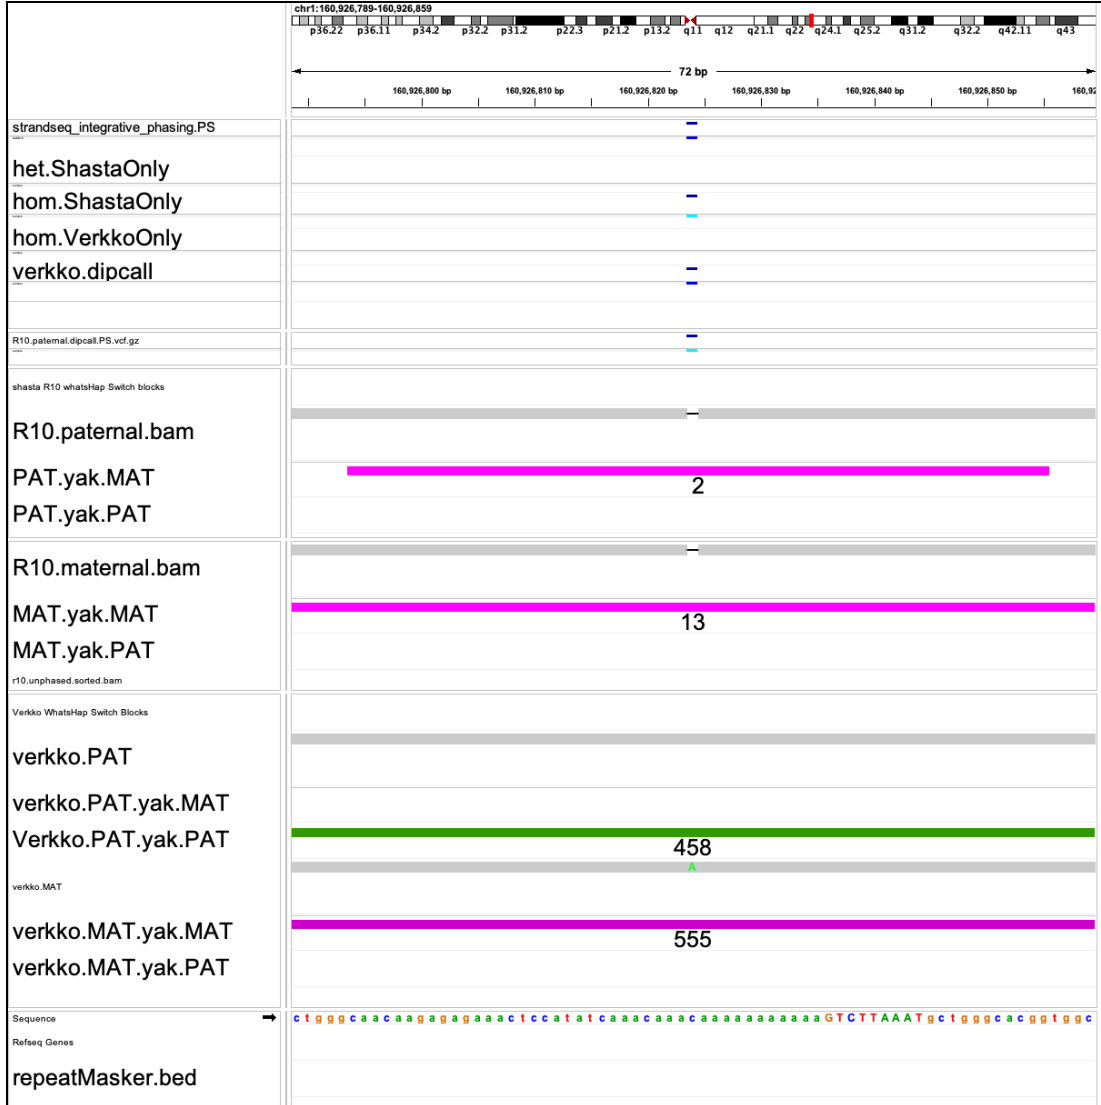 chr1:160,926,789-160,926,859
p36.22 p36.11 p34.2 p32.2 p31.2 p22.3 p21.2 p13.2 q11 q12 q21.1 q22 q24.1 q25.2 q31.2 q32.2 q42.11 q43
72 bp
160,926,800 bp 160,926,810 bp 160,926,820 bp 160,926,830 bp 160,926,840 bp 160,926,850 bp 160,92
strandseq_integrative_phasing.PS
het.ShastaOnly
hom.ShastaOnly
hom.VerkkoOnly
verkko.dipcall
R10.paternal.dipcall.PS.vcf.gz
shasta R10 whatsHap Switch blocks
R10.paternal.bam
PAT.yak.MAT
2
PAT.yak.PAT
R10.maternal.bam
MAT.yak.MAT
13
MAT.yak.PAT
r10.unphased.sorted.bam
Verkko WhatsHap Switch Blocks
verkko.PAT
verkko.PAT.yak.MAT
Verkko.PAT.yak.PAT
458
A
verkko.MAT
verkko.MAT.yak.MAT
555
verkko.MAT.yak.PAT
Sequence c t g g g c a a c a a g a g a g a a a c t c c a t a t c a a a c a a a c a a a a a a a a a a a G T C T T A A A T g c t g g g c a c g g t g g c
Refseq Genes
repeatMasker.bed